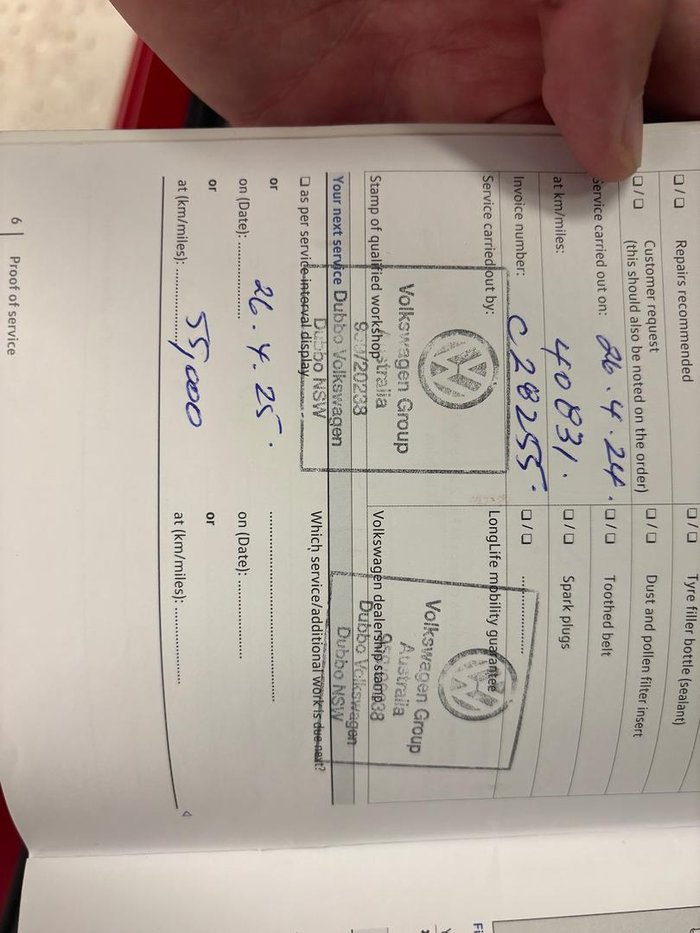 ☐/☐ Repairs recommended
☐/☐ Customer request
(this should also be noted on the order)
Service carried out on: 26.4.24.
at km/miles: 40831.
Invoice number: C28255.
Service carried out by:
Volkswagen Group
Australia
Dubbo Volkswagen
Dubbo NSW
Stamp of qualified workshop
☐/☐ Tyre filler bottle (sealant)
☐/☐ Dust and pollen filter insert
☐/☐ Toothed belt
☐/☐ Spark plugs
☐/☐ ............
LongLife mobility guarantee
Volkswagen Group
Australia
Dubbo Volkswagen
Dubbo NSW
Volkswagen dealership stamp
Your next service
☐ as per service interval display
or
on (Date): 26.4.25.
or
at (km/miles): 55,000
Which service/additional work is due next?
on (Date): ............
or
at (km/miles): ............
6 | Proof of service